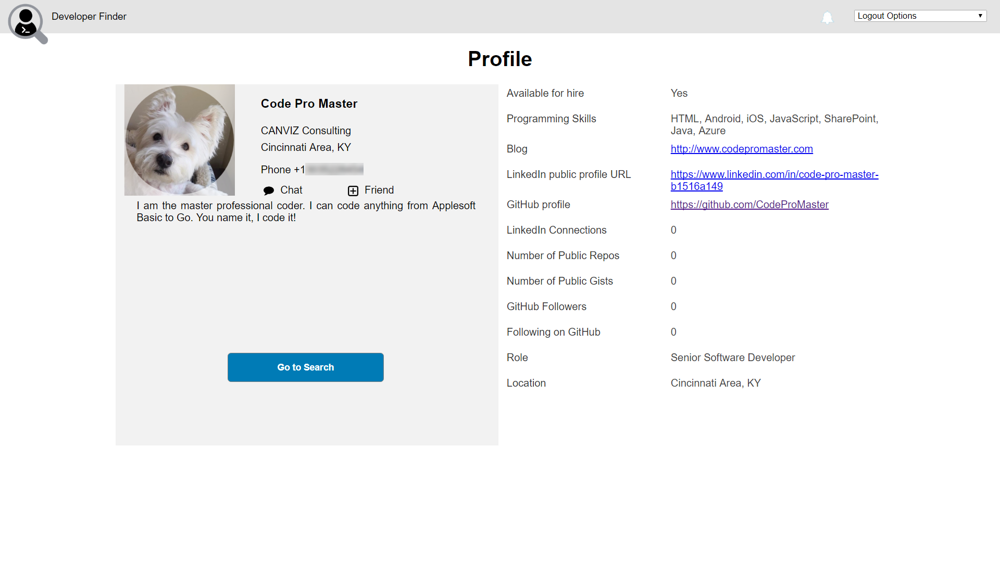 Developer Finder
Logout Options
Profile
Code Pro Master
CANVIZ Consulting
Cincinnati Area, KY
Phone +1
Chat
Friend
I am the master professional coder. I can code anything from Applesoft
Basic to Go. You name it, I code it!
Go to Search
Available for hire
Yes
Programming Skills
HTML, Android, iOS, JavaScript, SharePoint,
Java, Azure
Blog
http://www.codepromaster.com
LinkedIn public profile URL
https://www.linkedin.com/in/code-pro-master-
b1516a149
GitHub profile
https://github.com/CodeProMaster
LinkedIn Connections
0
Number of Public Repos
0
Number of Public Gists
0
GitHub Followers
0
Following on GitHub
0
Role
Senior Software Developer
Location
Cincinnati Area, KY